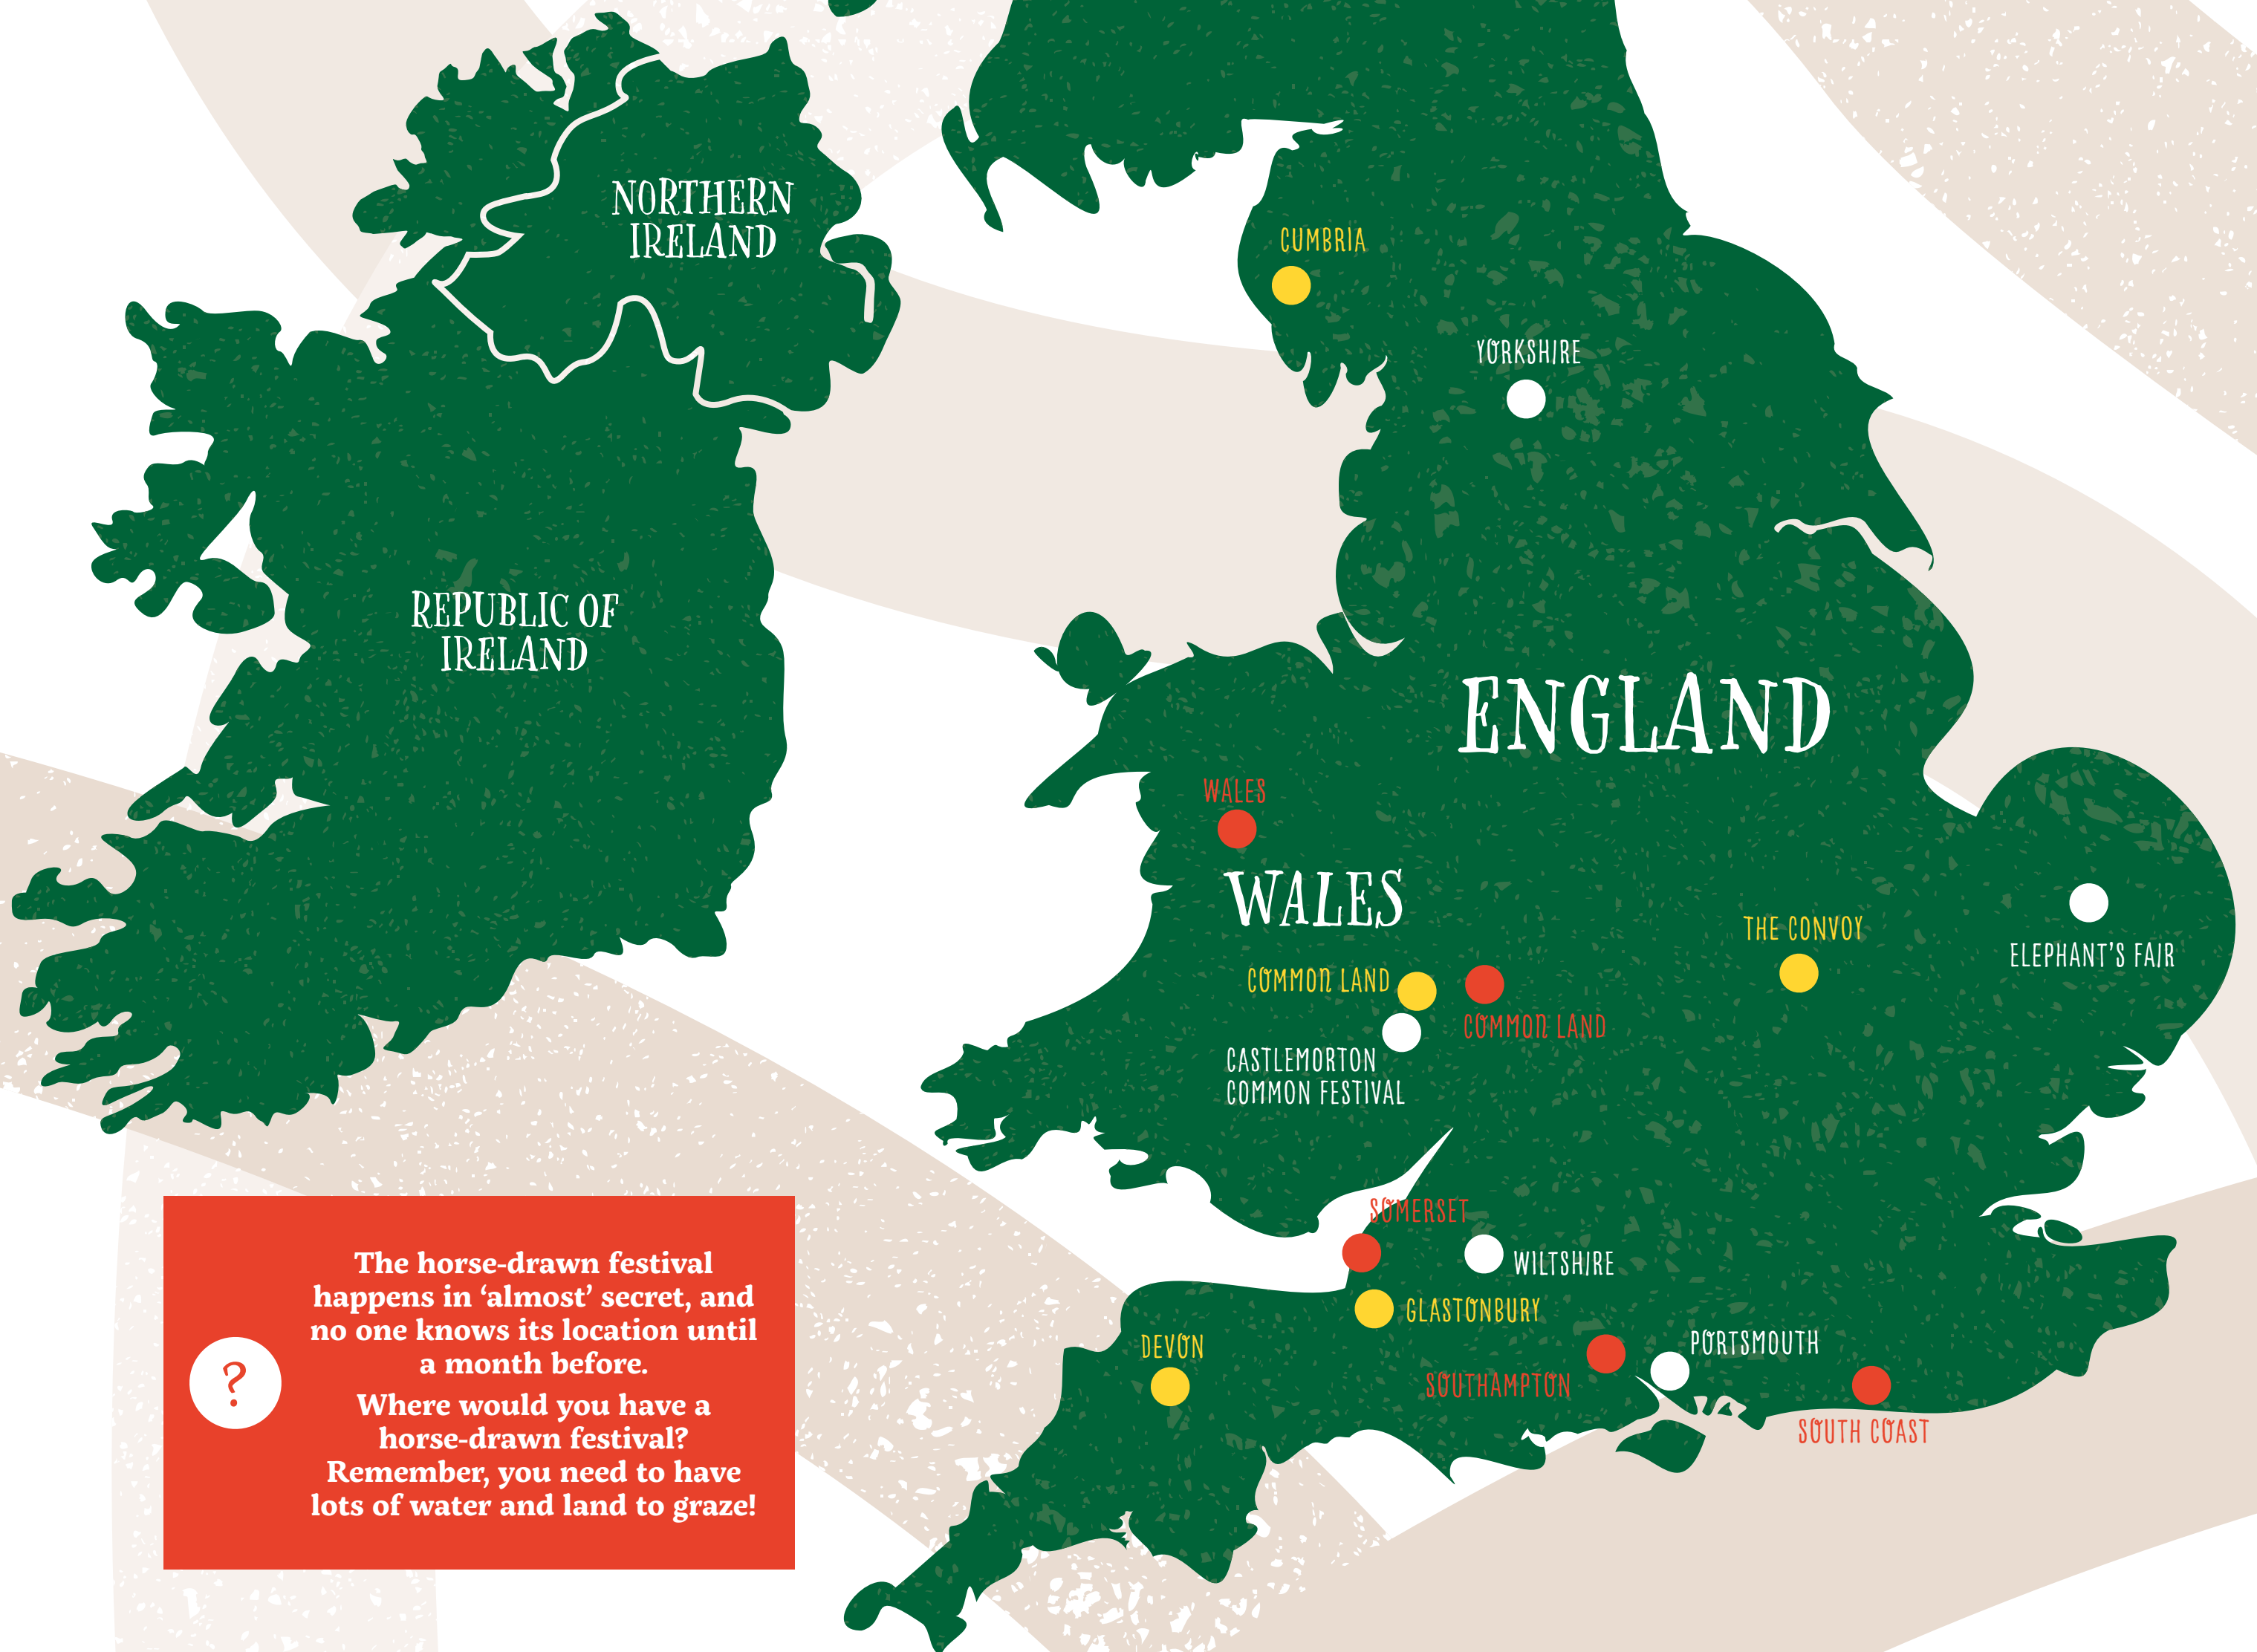 NORTHERN
IRELAND
CUMBRIA
YORKSHIRE
REPUBLIC OF
IRELAND
ENGLAND
WALES
WALES
THE CONVOY
ELEPHANT'S FAIR
COMMON LAND
COMMON LAND
CASTLEMORTON
COMMON FESTIVAL
SOMERSET
WILTSHIRE
GLASTONBURY
DEVON
PORTSMOUTH
SOUTHAMPTON
SOUTH COAST
?
The horse-drawn festival
happens in ‘almost’ secret, and
no one knows its location until
a month before.
Where would you have a
horse-drawn festival?
Remember, you need to have
lots of water and land to graze!